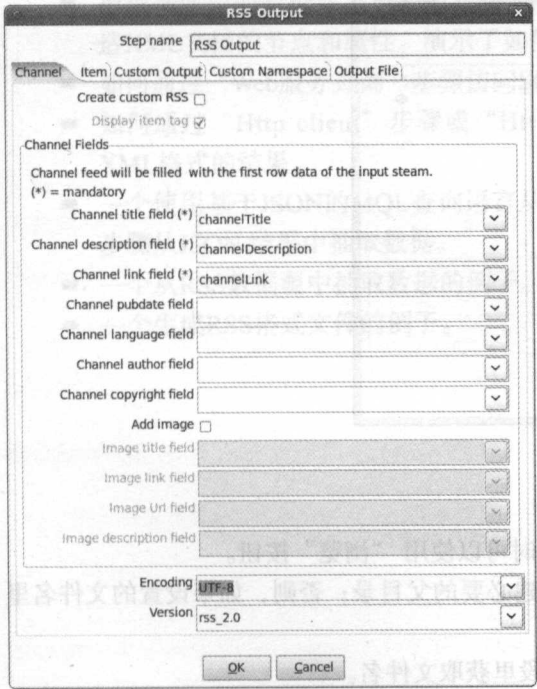 RSS Output
Step name RSS Output
Channel Item Custom Output Custom Namespace Output File
Create custom RSS
Display item tag
Channel Fields
Channel feed will be filled with the first row data of the input steam.
(*) = mandatory
Channel title field (*) channelTitle
Channel description field (*) channelDescription
Channel link field (*) channelLink
Channel pubdate field
Channel language field
Channel author field
Channel copyright field
Add image
Image title field
Image link field
Image Url field
Image description field
Encoding UTF-8
Version rss_2.0
OK Cancel